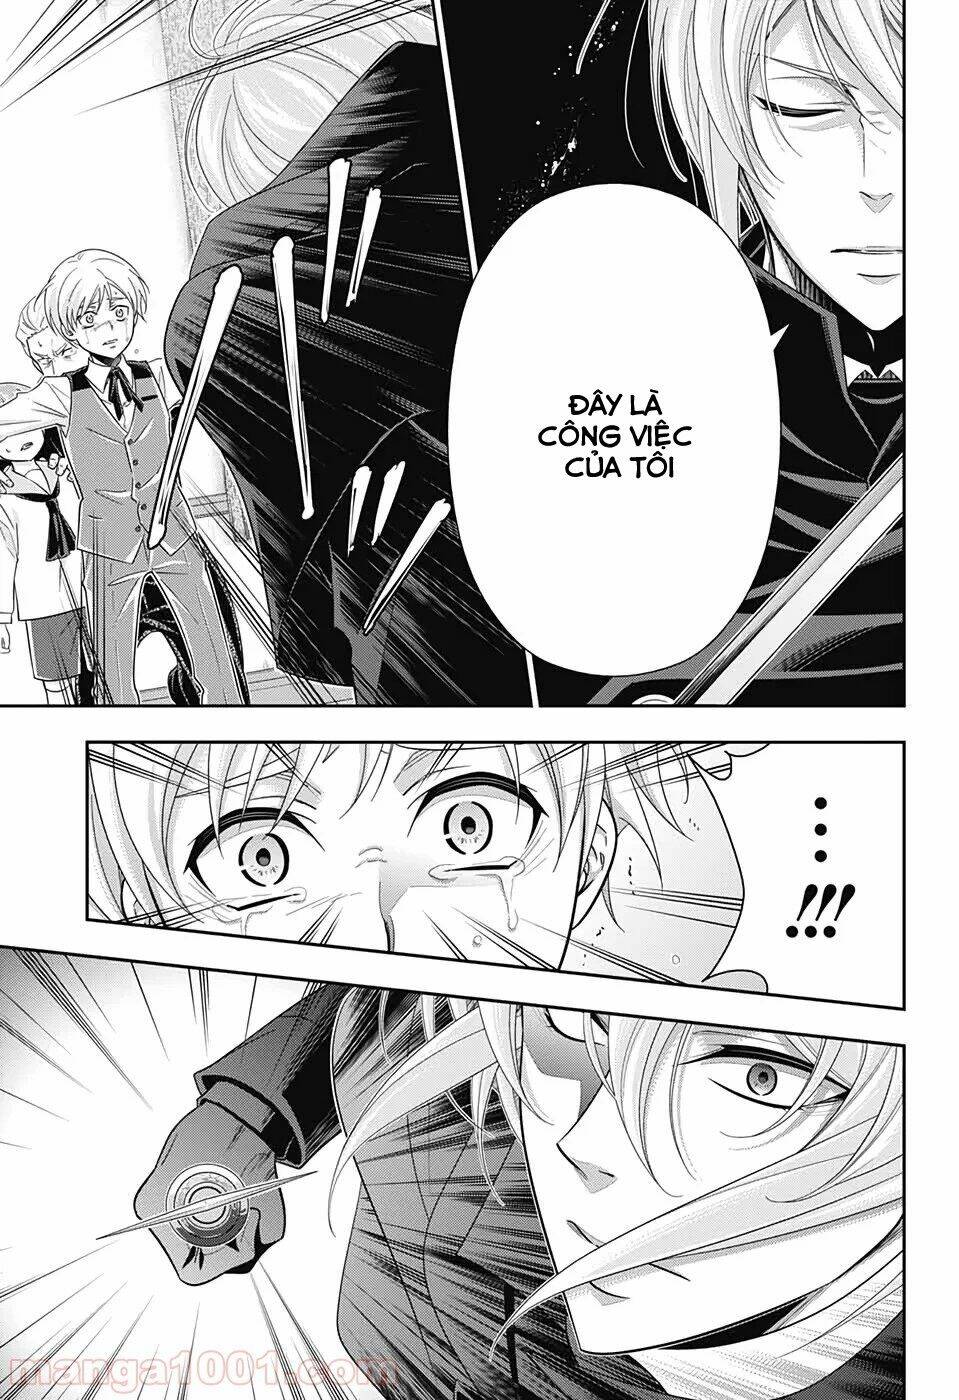 ĐÂY LÀ
CÔNG VIỆC
CỦA TÔI
...
!!!
manga1001.com